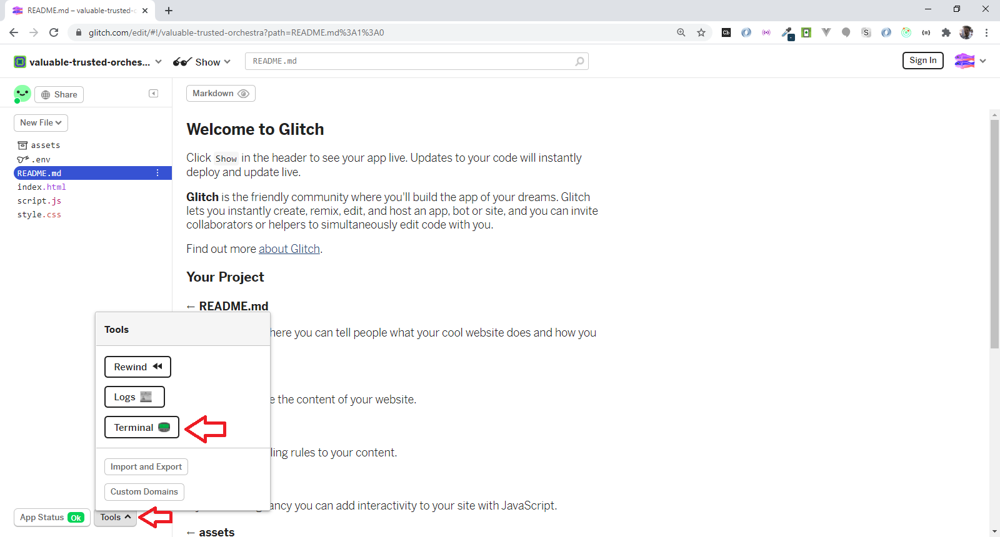 README.md – valuable-trusted-
glitch.com/edit/#!/valuable-trusted-orchestra?path=README.md%3A1%3A0
valuable-trusted-orches...
Show
README.md
Sign In
Share
New File
assets
.env
README.md
index.html
script.js
style.css
Markdown
Welcome to Glitch
Click Show in the header to see your app live. Updates to your code will instantly
deploy and update live.
Glitch is the friendly community where you'll build the app of your dreams. Glitch
lets you instantly create, remix, edit, and host an app, bot or site, and you can invite
collaborators or helpers to simultaneously edit code with you.
Find out more about Glitch.
Your Project
← README.md
here you can tell people what your cool website does and how you
e the content of your website.
ling rules to your content.
ancy you can add interactivity to your site with JavaScript.
← assets
Tools
Rewind
Logs
Terminal
Import and Export
Custom Domains
App Status Ok
Tools